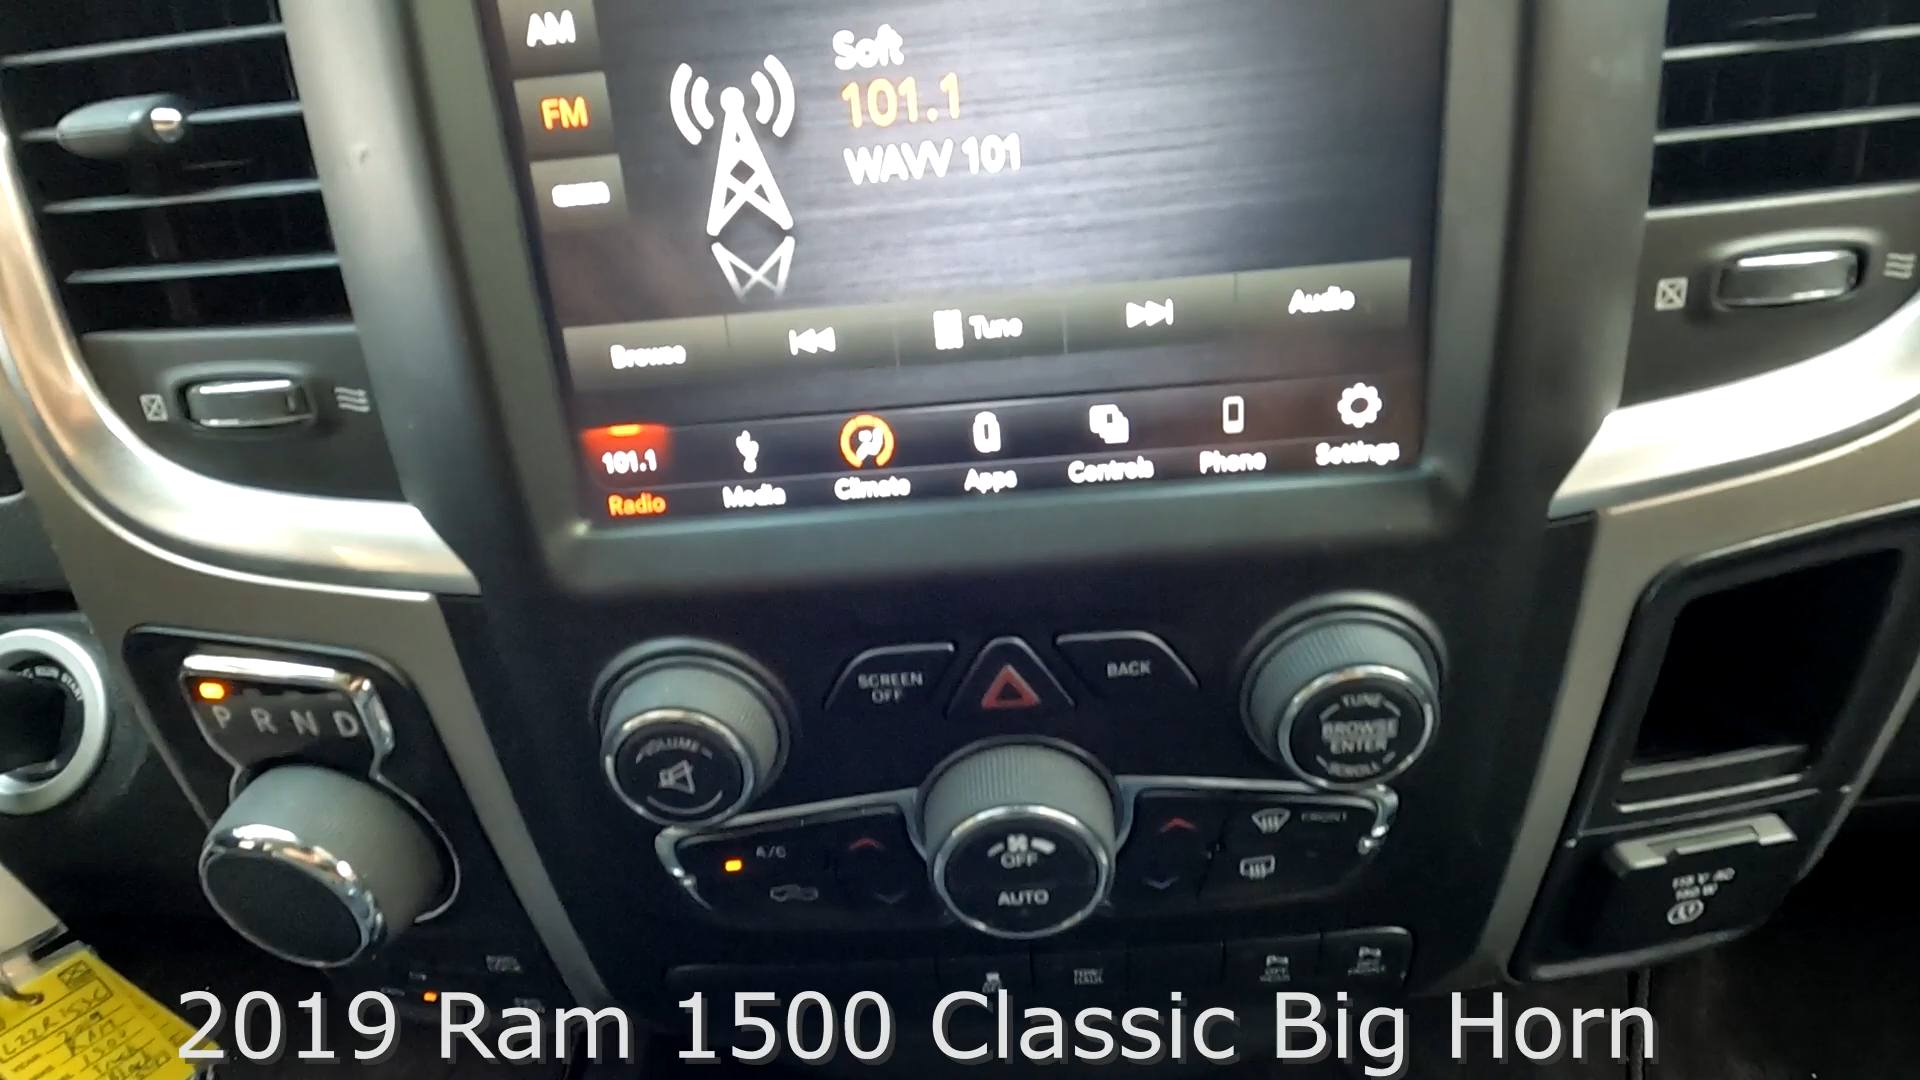 AM
FM
Soft
101.1
WAVV 101
Browse
Tune
Audio
101.1
Radio
Media
Climate
Apps
Controls
Phone
Settings
SCREEN
OFF
BACK
VOLUME
TUNE
BROWSE
ENTER
SCROLL
START
P R N D
A/C
OFF
AUTO
FRONT
2019 Ram 1500 Classic Big Horn